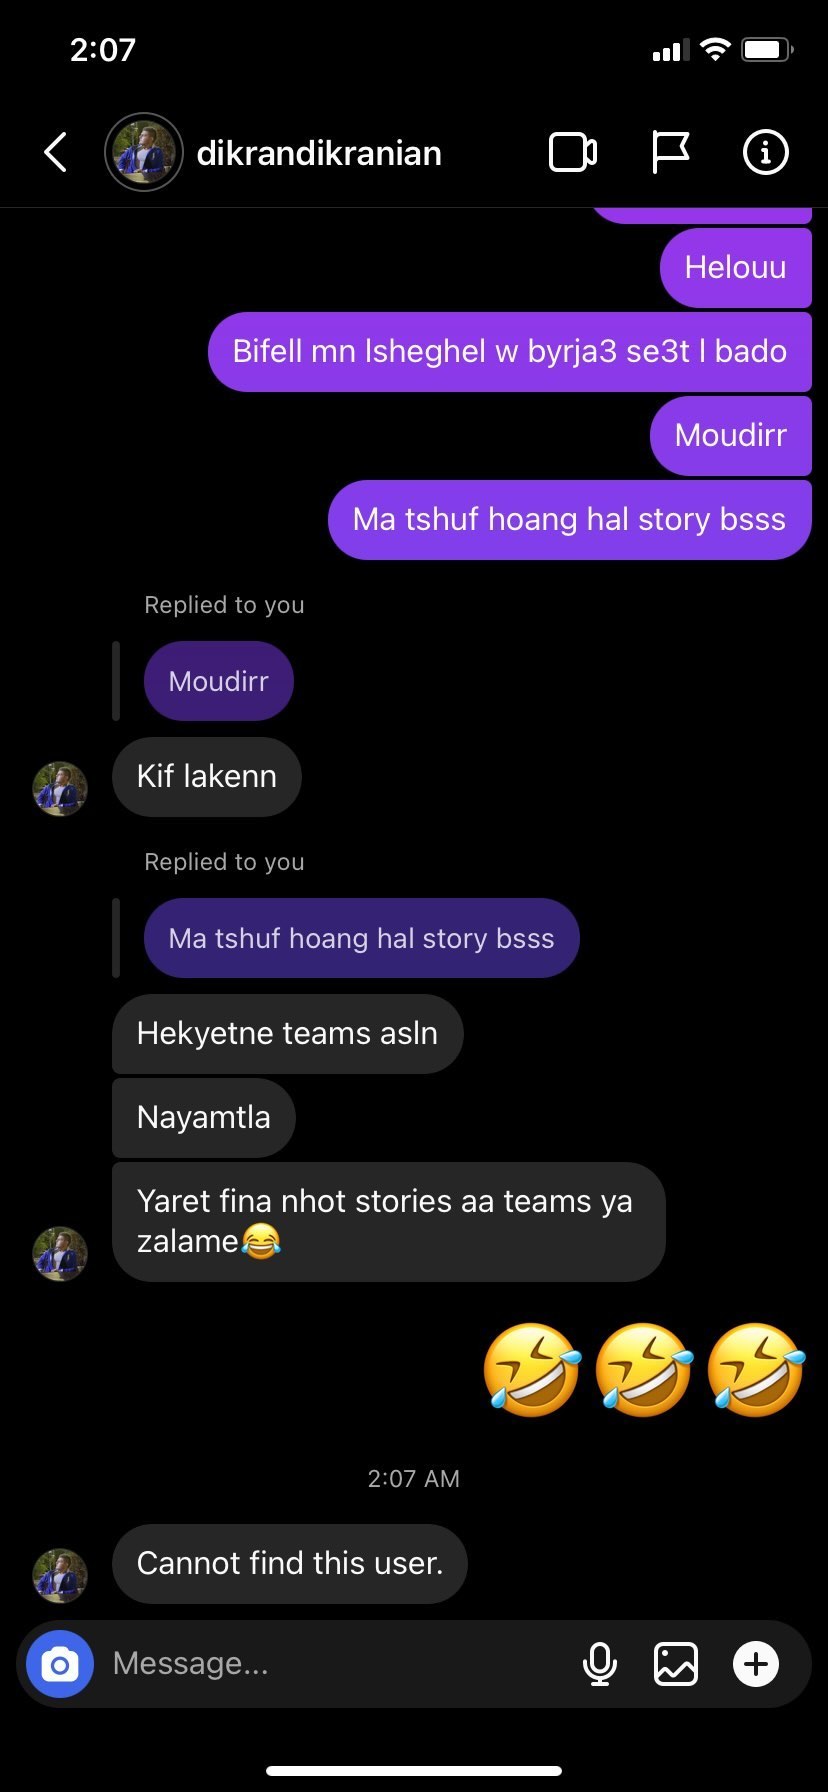 2:07
dikrandikranian
Helouu
Bifell mn lsheghel w byrja3 se3t l bado
Moudirr
Ma tshuf hoang hal story bsss
Replied to you
Moudirr
Kif lakenn
Replied to you
Ma tshuf hoang hal story bsss
Hekyetne teams asln
Nayamtla
Yaret fina nhot stories aa teams ya
zalame😂
🤣🤣🤣
2:07 AM
Cannot find this user.
Message...